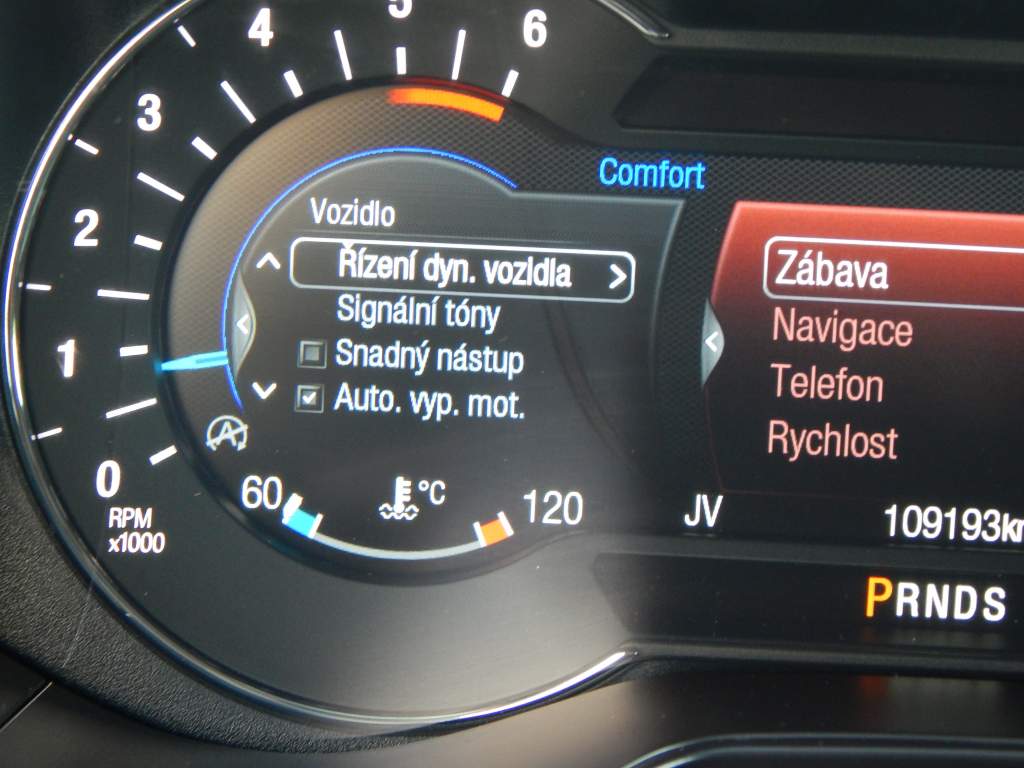 6
5
4
3
2
1
0
RPM
x1000
Comfort
Vozidlo
Řízení dyn. vozidla
Signální tóny
Snadný nástup
Auto. vyp. mot.
A
60
°C
120
Zábava
Navigace
Telefon
Rychlost
JV
109193km
PRNDS